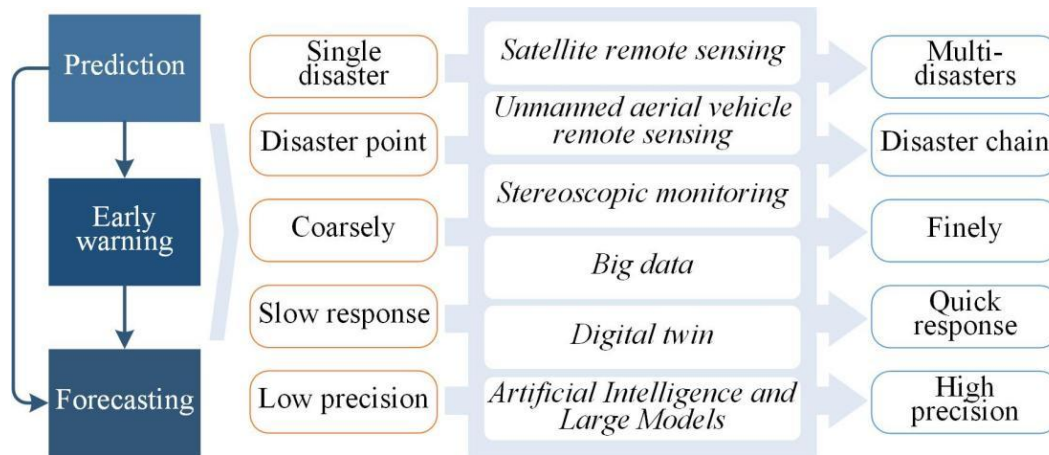 Prediction
Early
warning
Forecasting
Single
disaster
Disaster point
Coarsely
Slow response
Low precision
Satellite remote sensing
Unmanned aerial vehicle
remote sensing
Stereoscopic monitoring
Big data
Digital twin
Artificial Intelligence and
Large Models
Multi-
disasters
Disaster chain
Finely
Quick
response
High
precision